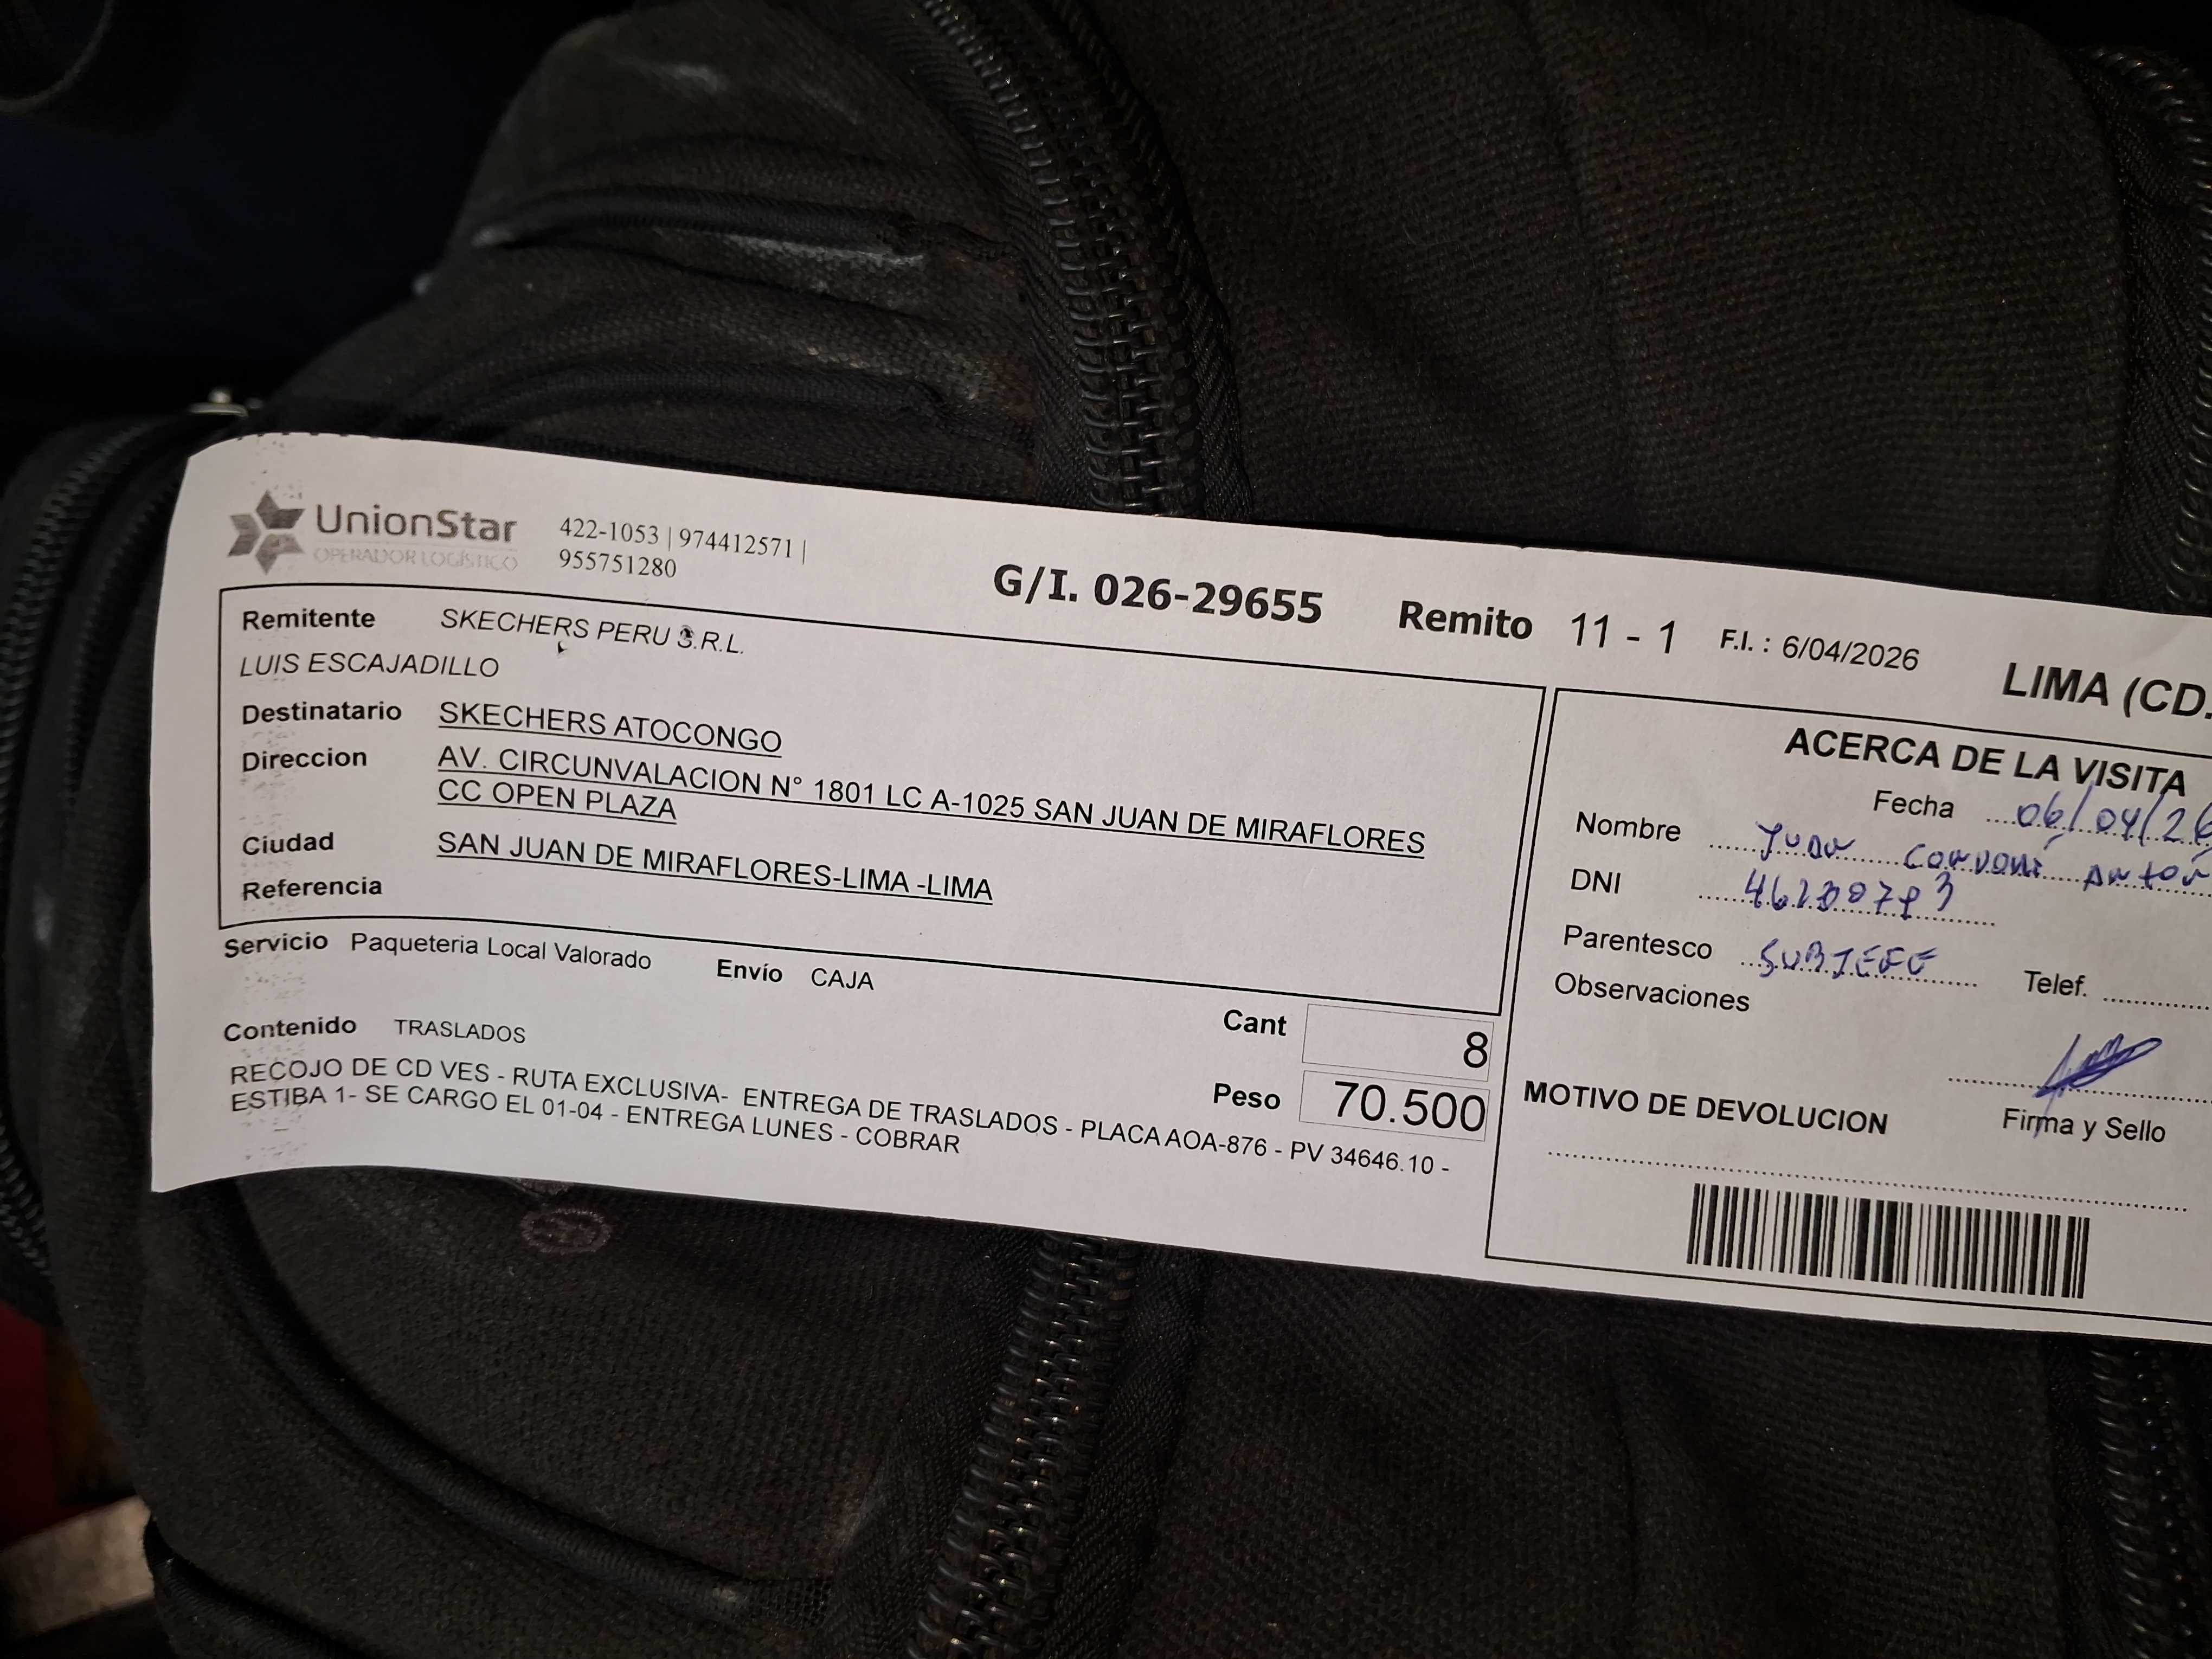 UnionStar
OPERADOR LOGÍSTICO
422-1053 | 974412571 |
955751280
G/I. 026-29655 Remito 11 - 1 F.I. : 6/04/2026 LIMA (CD.
Remitente SKECHERS PERU S.R.L.
LUIS ESCAJADILLO
Destinatario SKECHERS ATOCONGO
Direccion AV. CIRCUNVALACION N° 1801 LC A-1025 SAN JUAN DE MIRAFLORES
CC OPEN PLAZA
Ciudad SAN JUAN DE MIRAFLORES-LIMA -LIMA
Referencia
Servicio Paqueteria Local Valorado Envío CAJA
Contenido TRASLADOS
Cant 8
Peso 70.500
RECOJO DE CD VES - RUTA EXCLUSIVA- ENTREGA DE TRASLADOS - PLACA AOA-876 - PV 34646.10 -
ESTIBA 1- SE CARGO EL 01-04 - ENTREGA LUNES - COBRAR
ACERCA DE LA VISITA
Fecha 06/04/26
Nombre Juan
DNI
Parentesco SUBJEFE Telef.
Observaciones
Firma y Sello
MOTIVO DE DEVOLUCION